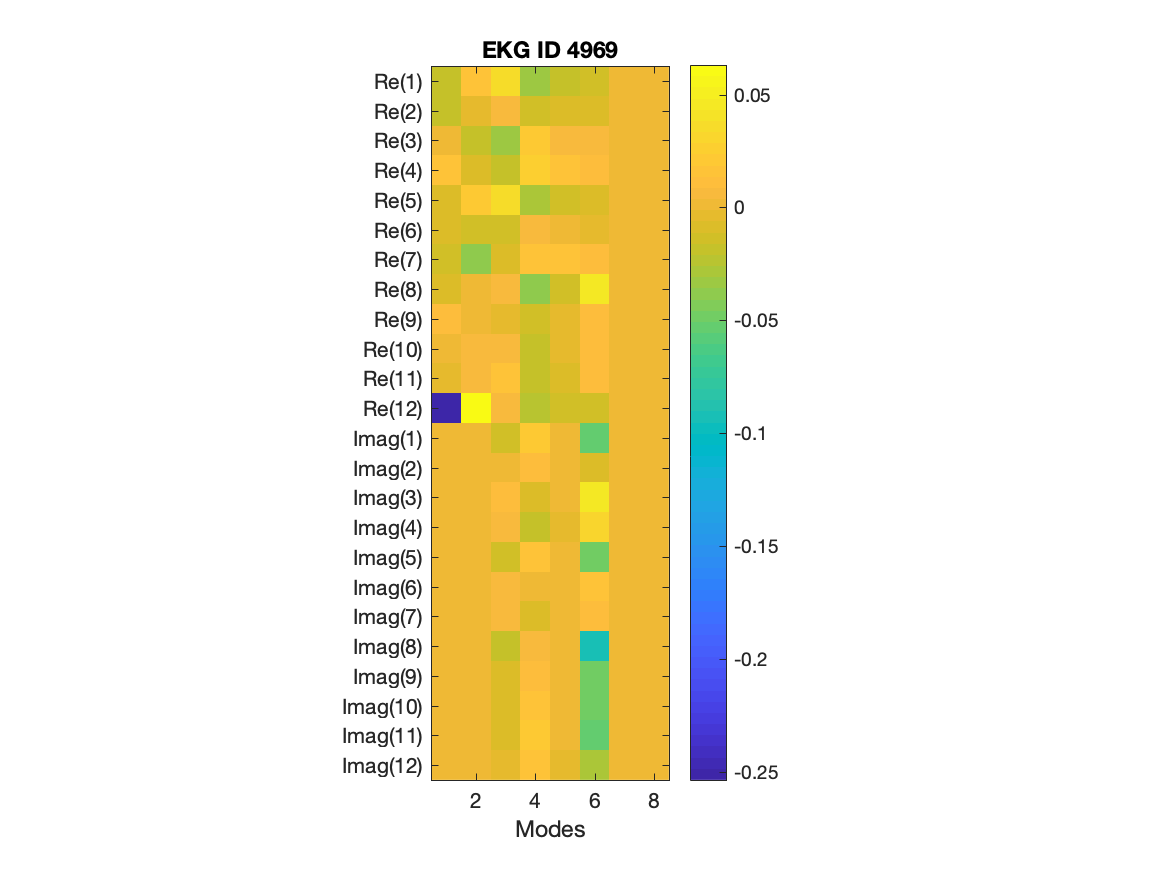 EKG ID 4969
Re(1)
Re(2)
Re(3)
Re(4)
Re(5)
Re(6)
Re(7)
Re(8)
Re(9)
Re(10)
Re(11)
Re(12)
Imag(1)
Imag(2)
Imag(3)
Imag(4)
Imag(5)
Imag(6)
Imag(7)
Imag(8)
Imag(9)
Imag(10)
Imag(11)
Imag(12)
2 4 6 8
Modes
0.05
0
-0.05
-0.1
-0.15
-0.2
-0.25